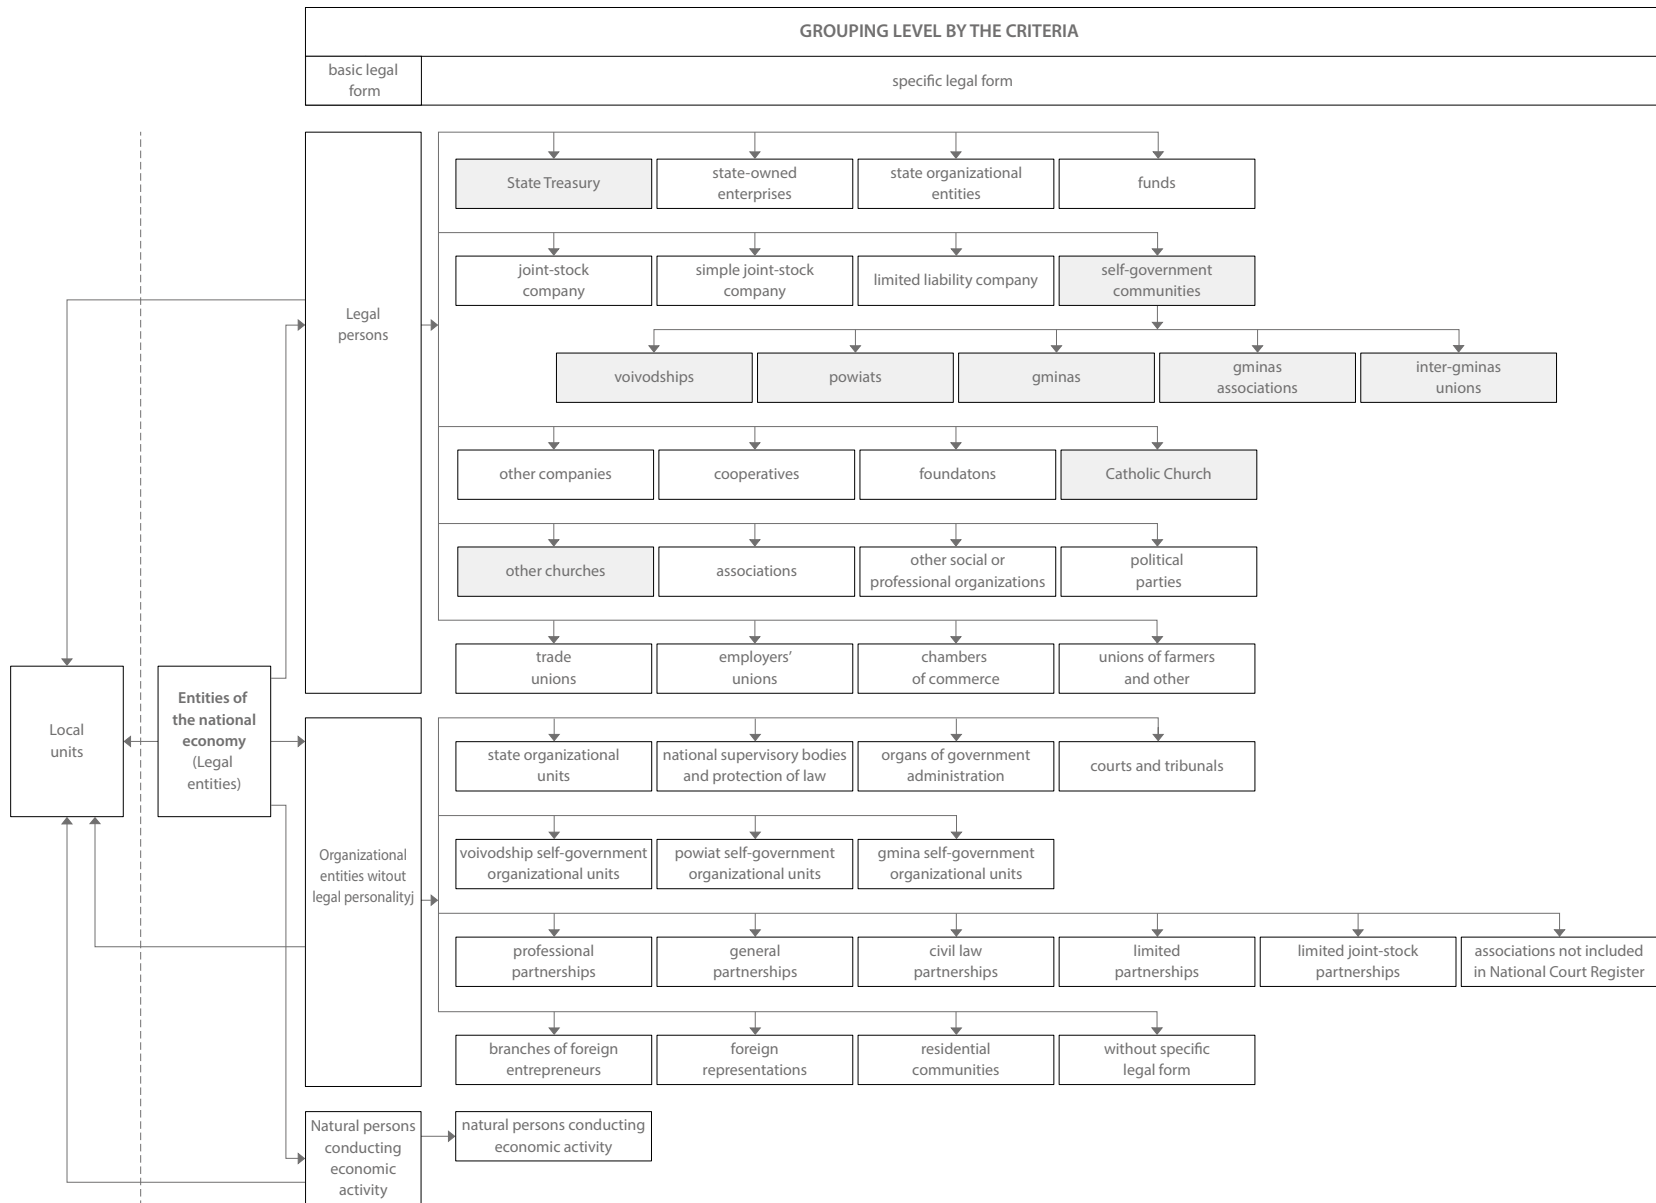 GROUPING LEVEL BY THE CRITERIA
basic legal
form
specific legal form
State Treasury
state-owned
enterprises
state organizational
entities
funds
joint-stock
company
simple joint-stock
company
limited liability company
self-government
communities
Legal
persons
voivodships
powiats
gminas
gminas
associations
inter-gminas
unions
other companies
cooperatives
foundatons
Catholic Church
other churches
associations
other social or
professional organizations
political
parties
trade
unions
employers'
unions
chambers
of commerce
unions of farmers
and other
Local
units
Entities of
the national
economy
(Legal
entities)
state organizational
units
national supervisory bodies
and protection of law
organs of government
administration
courts and tribunals
Organizational
entities witout
legal personalityj
voivodship self-government
organizational units
powiat self-government
organizational units
gmina self-government
organizational units
professional
partnerships
general
partnerships
civil law
partnerships
limited
partnerships
limited joint-stock
partnerships
associations not included
in National Court Register
branches of foreign
entrepreneurs
foreign
representations
residential
communities
without specific
legal form
Natural persons
conducting
economic
activity
natural persons conducting
economic activity